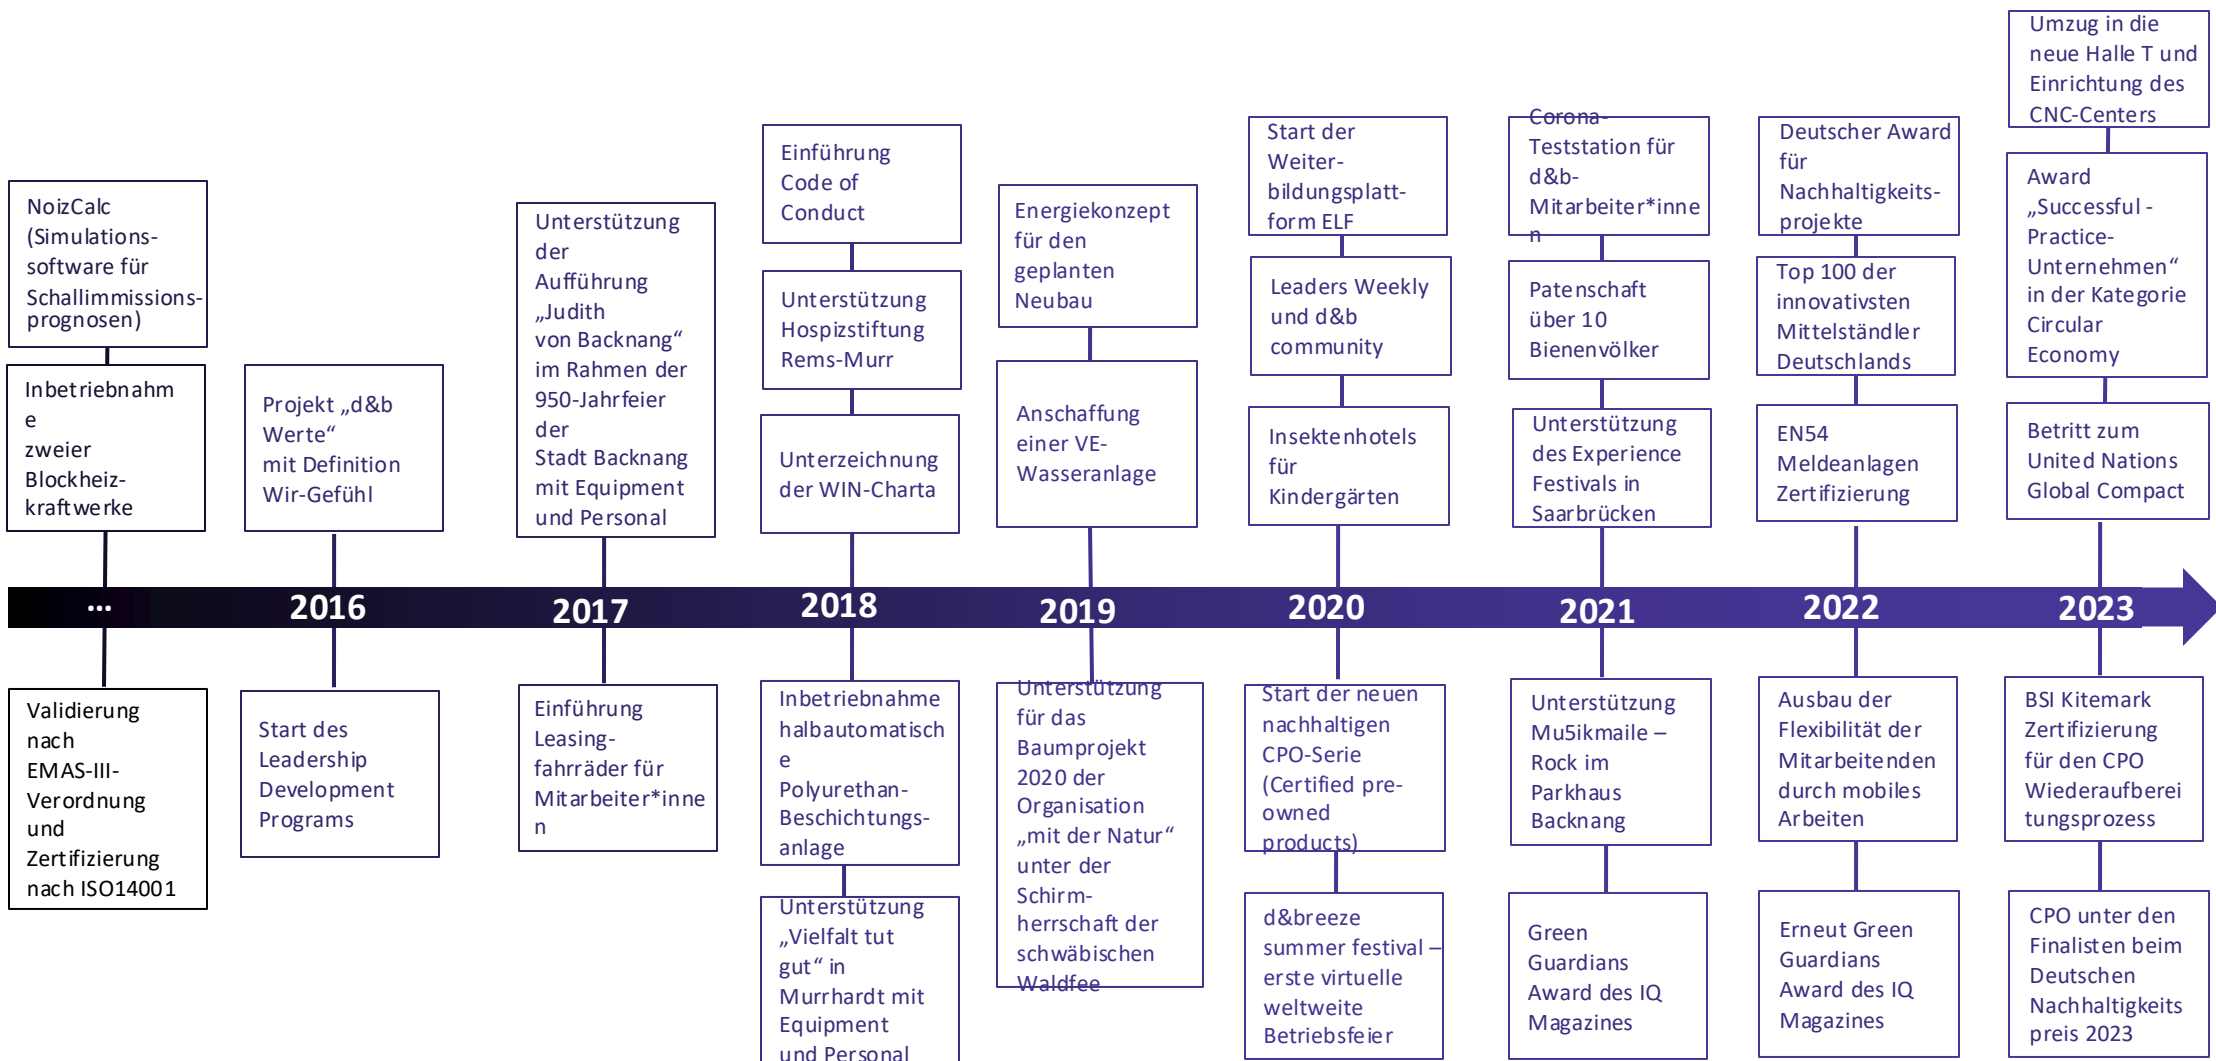 NoizCalc
(Simulations-
software für
Schallimmissions-
prognosen)
Inbetriebnahm
e
zweier
Blockheiz-
kraftwerke
Projekt „d&b
Werte“
mit Definition
Wir-Gefühl
Unterstützung
der
Aufführung
„Judith
von Backnang“
im Rahmen der
950-Jahrfeier
der
Stadt Backnang
mit Equipment
und Personal
Einführung
Code of
Conduct
Unterstützung
Hospizstiftung
Rems-Murr
Unterzeichnung
der WIN-Charta
Energiekonzept
für den
geplanten
Neubau
Anschaffung
einer VE-
Wasseranlage
Start der
Weiter-
bildungsplatt-
form ELF
Leaders Weekly
und d&b
community
Insektenhotels
für
Kindergärten
Corona-
Teststation für
d&b-
Mitarbeiter*inne
n
Patenschaft
über 10
Bienenvölker
Unterstützung
des Experience
Festivals in
Saarbrücken
Deutscher Award
für
Nachhaltigkeits-
projekte
Top 100 der
innovativsten
Mittelständler
Deutschlands
EN54
Meldeanlagen
Zertifizierung
Umzug in die
neue Halle T und
Einrichtung des
CNC-Centers
Award
„Successful-
Practice-
Unternehmen“
in der Kategorie
Circular
Economy
Betritt zum
United Nations
Global Compact
... 2016 2017 2018 2019 2020 2021 2022 2023
Validierung
nach
EMAS-III-
Verordnung
und
Zertifizierung
nach ISO14001
Start des
Leadership
Development
Programs
Einführung
Leasing-
fahrräder für
Mitarbeiter*inne
n
Inbetriebnahme
halbautomatisch
e
Polyurethan-
Beschichtungs-
anlage
Unterstützung
„Vielfalt tut
gut“ in
Murrhardt mit
Equipment
und Personal
Unterstützung
für das
Baumprojekt
2020 der
Organisation
„mit der Natur“
unter der
Schirm-
herrschaft der
schwäbischen
Waldfee
Start der neuen
nachhaltigen
CPO-Serie
(Certified pre-
owned
products)
d&breeze
summer festival –
erste virtuelle
weltweite
Betriebsfeier
Unterstützung
Mu5ikmaile –
Rock im
Parkhaus
Backnang
Green
Guardians
Award des IQ
Magazines
Ausbau der
Flexibilität der
Mitarbeitenden
durch mobiles
Arbeiten
Erneut Green
Guardians
Award des IQ
Magazines
BSI Kitemark
Zertifizierung
für den CPO
Wiederaufberei
tungsprozess
CPO unter den
Finalisten beim
Deutschen
Nachhaltigkeits
preis 2023